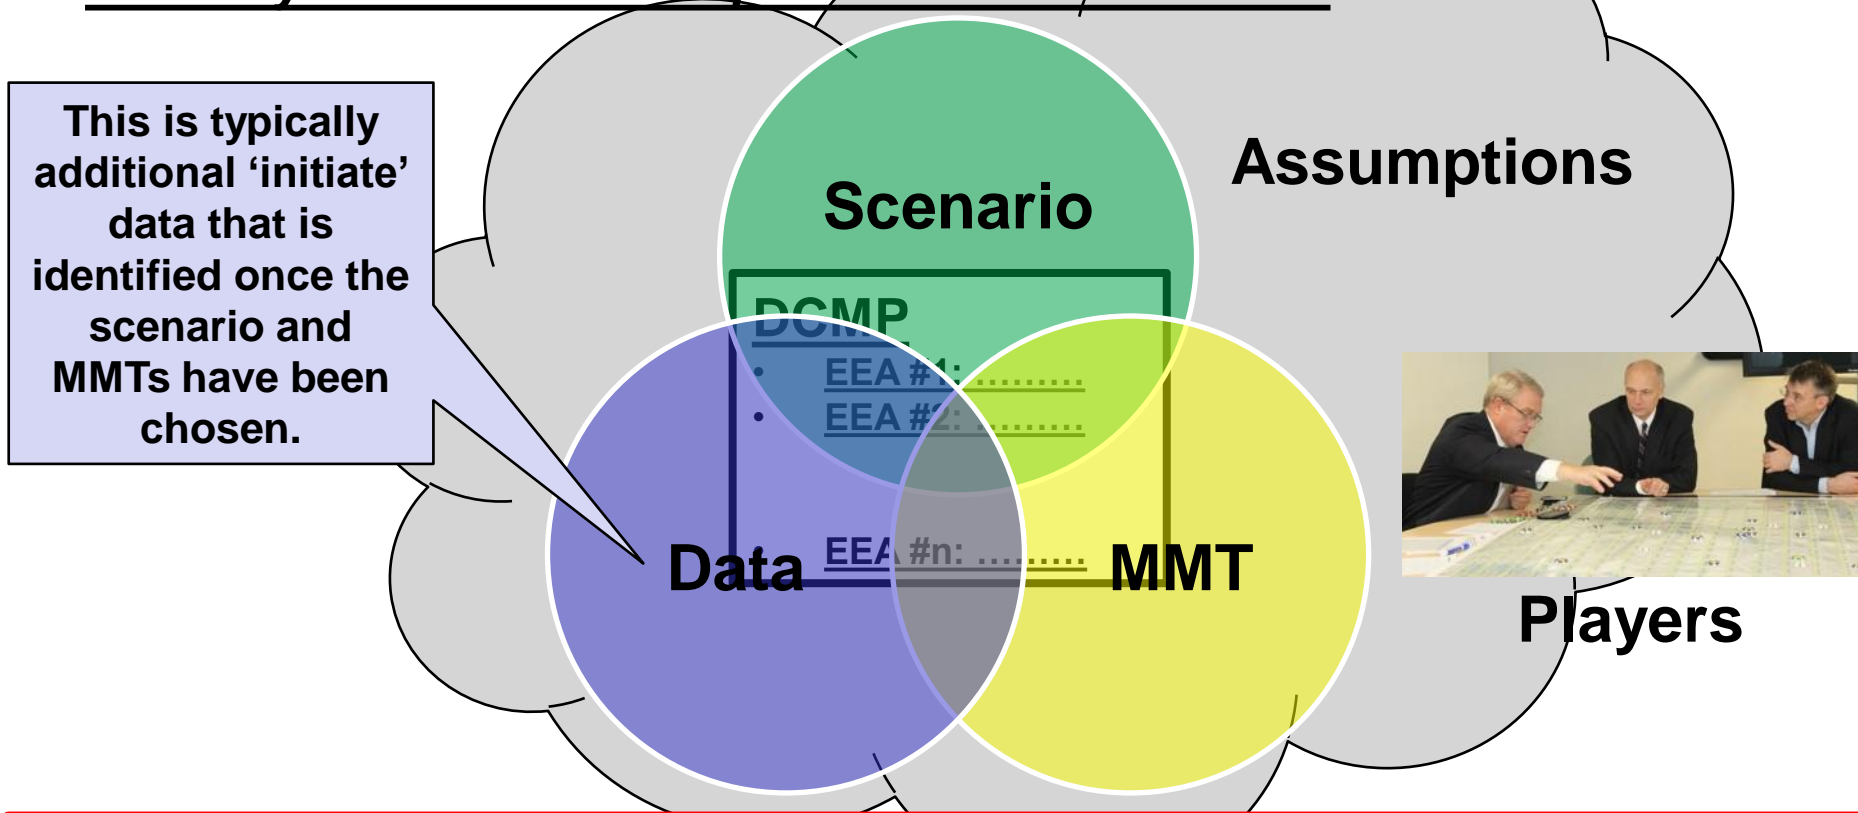 This is typically
additional ‘initiate’
data that is
identified once the
scenario and
MMTs have been
chosen.
Assumptions
Scenario
DCMP
• EEA #1: .........
• EEA #2: .........
• EEA #n: .........
Data
MMT
Players